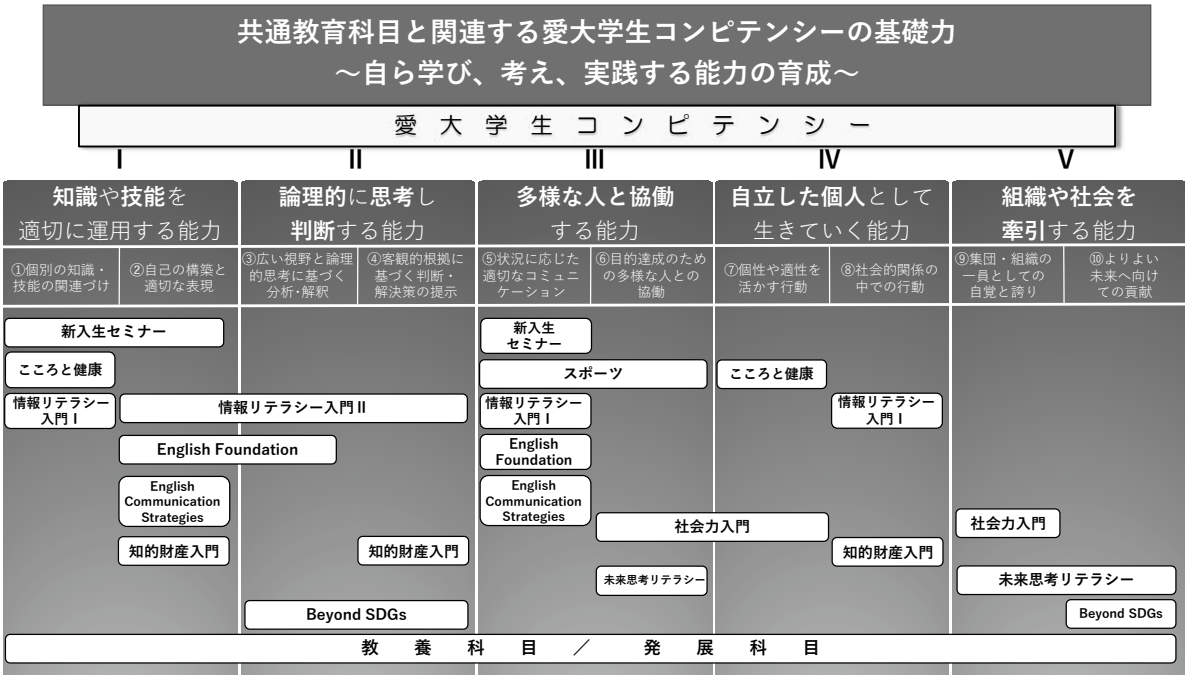 共通教育科目と関連する愛大学生コンピテンシーの基礎力
～自ら学び、考え、実践する能力の育成～
愛大学生コンピテンシー
I II III IV V
知識や技能を
適切に運用する能力
論理的に思考し
判断する能力
多様な人と協働
する能力
自立した個人として
生きていく能力
組織や社会を
牽引する能力
①個別の知識・
技能の関連づけ
②自己の構築と
適切な表現
③広い視野と論理
的思考に基づく
分析・解釈
④客観的根拠に
基づく判断・
解決策の提示
⑤状況に応じた
適切なコミュニ
ケーション
⑥目的達成のため
の多様な人との
協働
⑦個性や適性を
活かす行動
⑧社会的関係の
中での行動
⑨集団・組織の
一員としての
自覚と誇り
⑩よりよい
未来へ向け
ての貢献
新入生セミナー
新入生
セミナー
こころと健康
スポーツ
こころと健康
情報リテラシー
入門 I
情報リテラシー入門 II
情報リテラシー
入門 I
情報リテラシー
入門 I
English Foundation
English
Foundation
English
Communication
Strategies
English
Communication
Strategies
社会力入門
社会力入門
知的財産入門
知的財産入門
知的財産入門
未来思考リテラシー
未来思考リテラシー
Beyond SDGs
Beyond SDGs
教養科目／発展科目